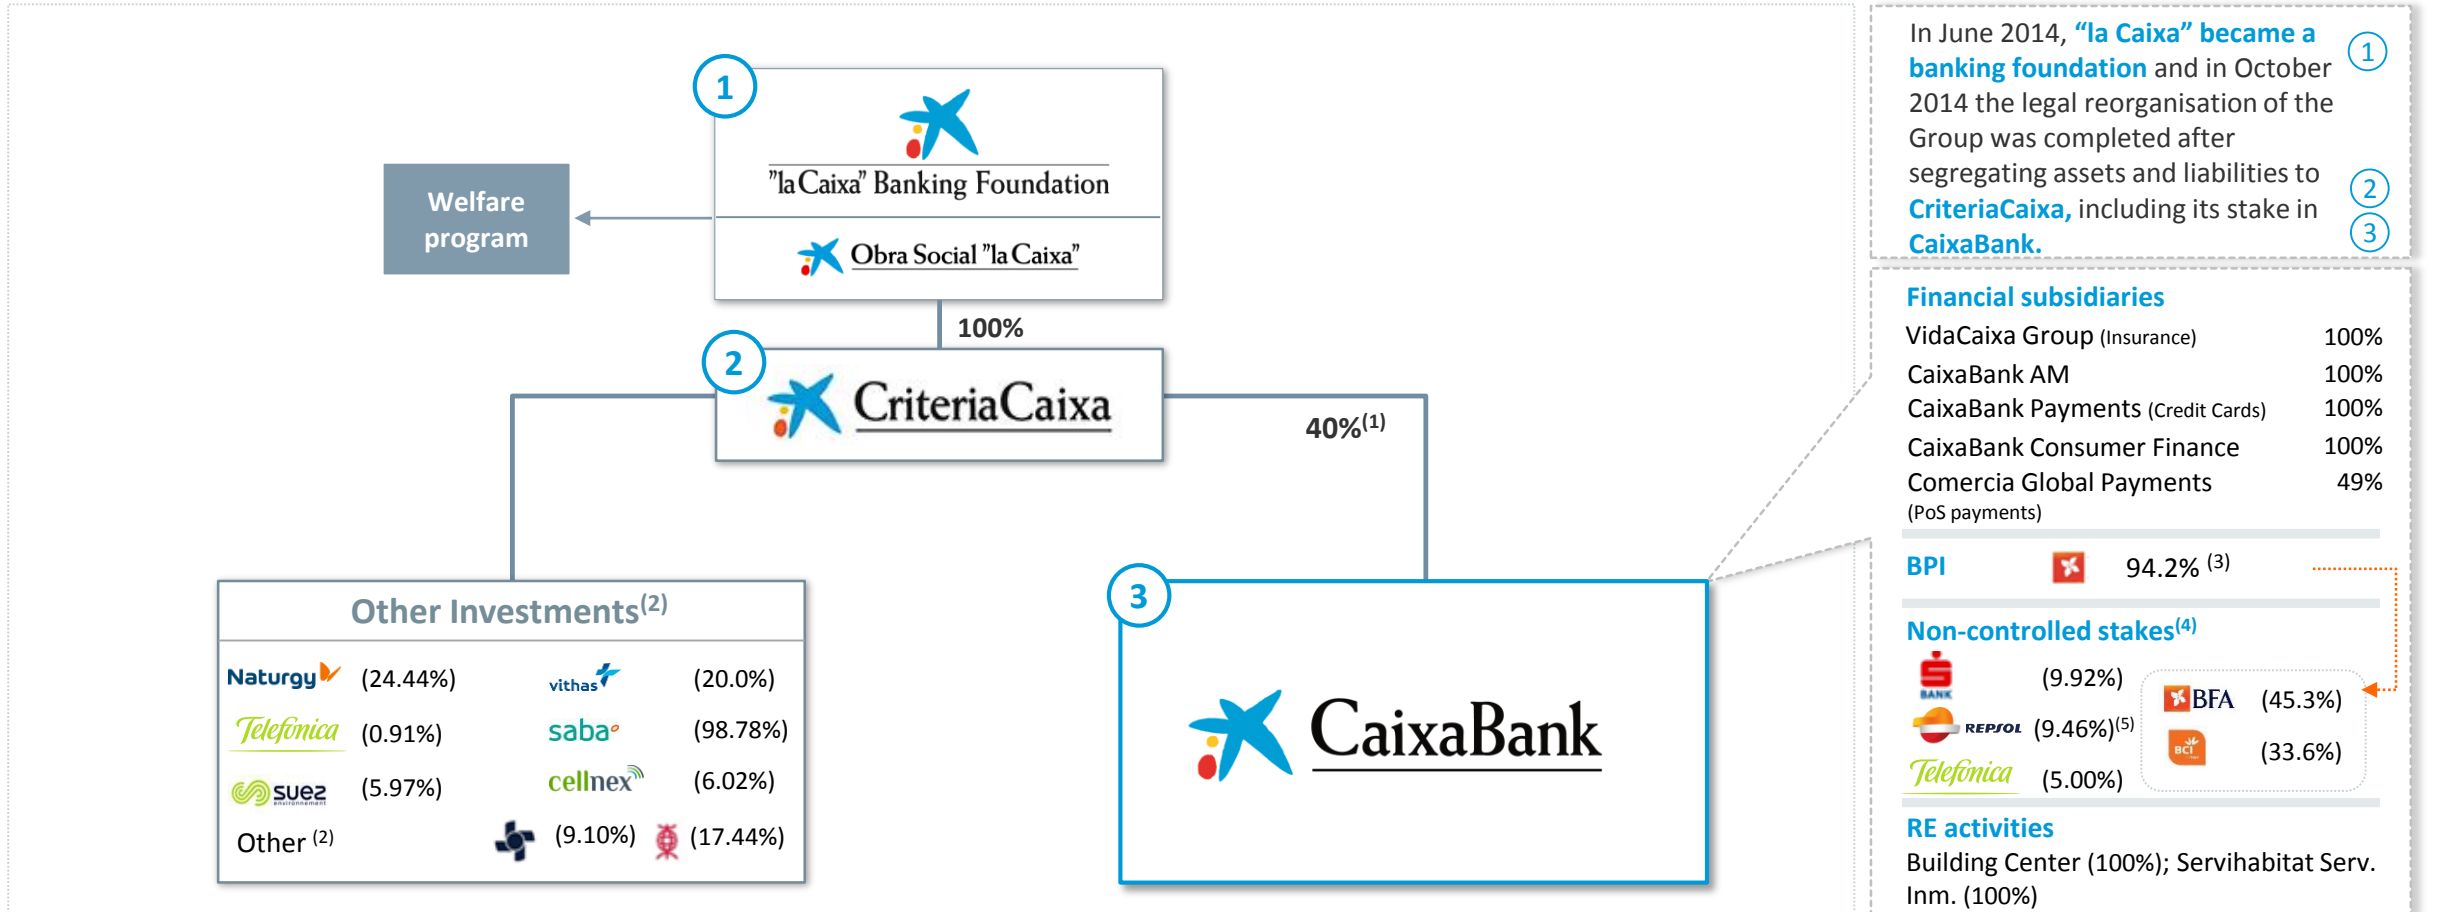 1
"la Caixa" Banking Foundation
Obra Social "la Caixa"
Welfare
program
100%
2
CriteriaCaixa
40%(1)
Other Investments(2)
Naturgy (24.44%)
vithas (20.0%)
Telefónica (0.91%)
saba (98.78%)
suez environnement (5.97%)
cellnex (6.02%)
Other (2)
(9.10%)
(17.44%)
3
CaixaBank
In June 2014, “la Caixa” became a
banking foundation and in October
2014 the legal reorganisation of the
Group was completed after
segregating assets and liabilities to
CriteriaCaixa, including its stake in
CaixaBank.
1
2
3
Financial subsidiaries
VidaCaixa Group (Insurance) 100%
CaixaBank AM 100%
CaixaBank Payments (Credit Cards) 100%
CaixaBank Consumer Finance 100%
Comercia Global Payments 49%
(PoS payments)
BPI 94.2% (3)
Non-controlled stakes(4)
S BANK (9.92%)
REPSOL (9.46%)(5)
Telefónica (5.00%)
BFA (45.3%)
BCI (33.6%)
RE activities
Building Center (100%); Servihabitat Serv.
Inm. (100%)